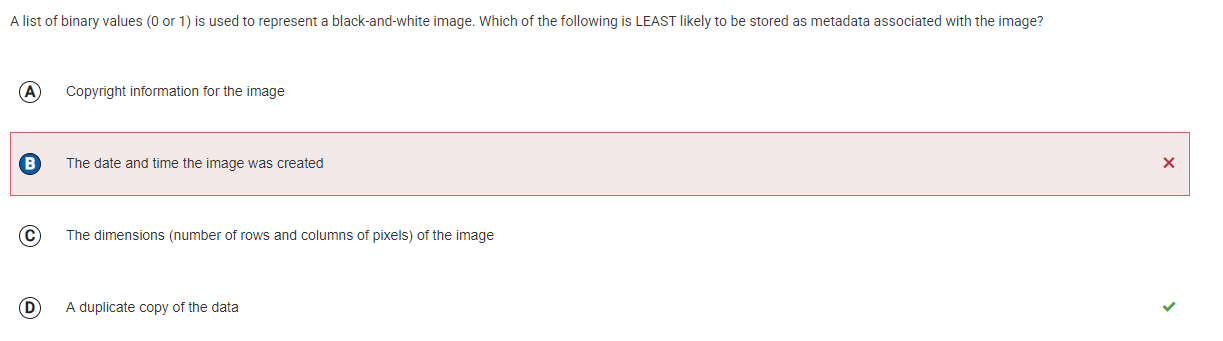 A list of binary values (0 or 1) is used to represent a black-and-white image. Which of the following is LEAST likely to be stored as metadata associated with the image?
A Copyright information for the image
B The date and time the image was created
C The dimensions (number of rows and columns of pixels) of the image
D A duplicate copy of the data